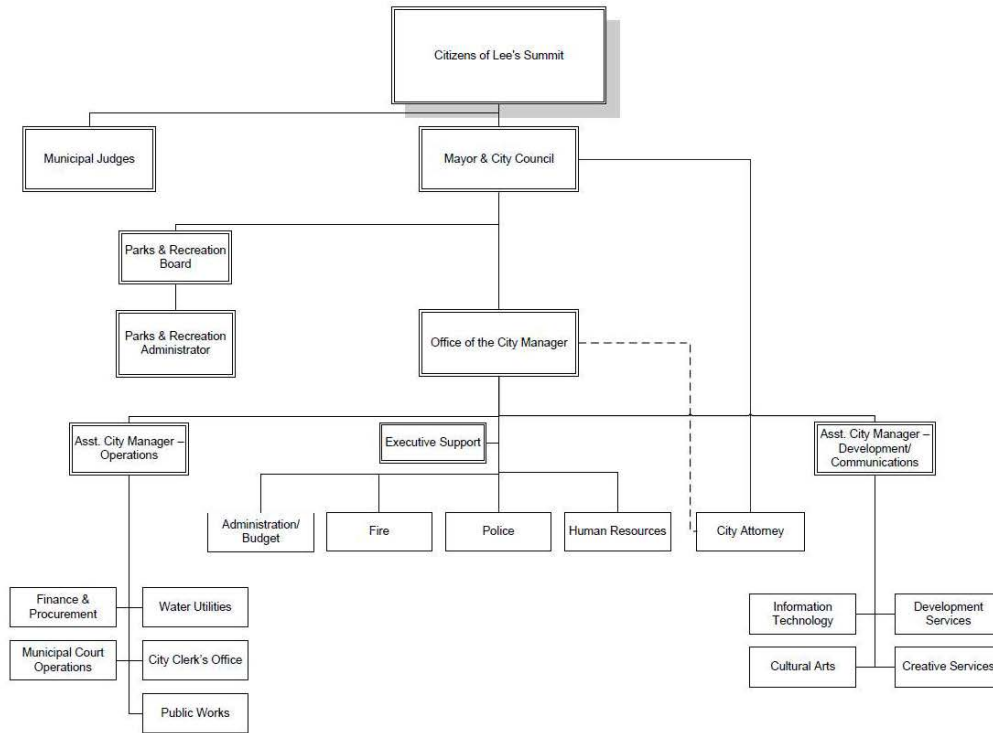 Citizens of Lee's Summit
Municipal Judges
Mayor & City Council
Parks & Recreation
Board
Parks & Recreation
Administrator
Office of the City Manager
Asst. City Manager –
Operations
Executive Support
Asst. City Manager –
Development/
Communications
Administration/
Budget
Fire
Police
Human Resources
City Attorney
Finance &
Procurement
Water Utilities
Municipal Court
Operations
City Clerk's Office
Public Works
Information
Technology
Development
Services
Cultural Arts
Creative Services